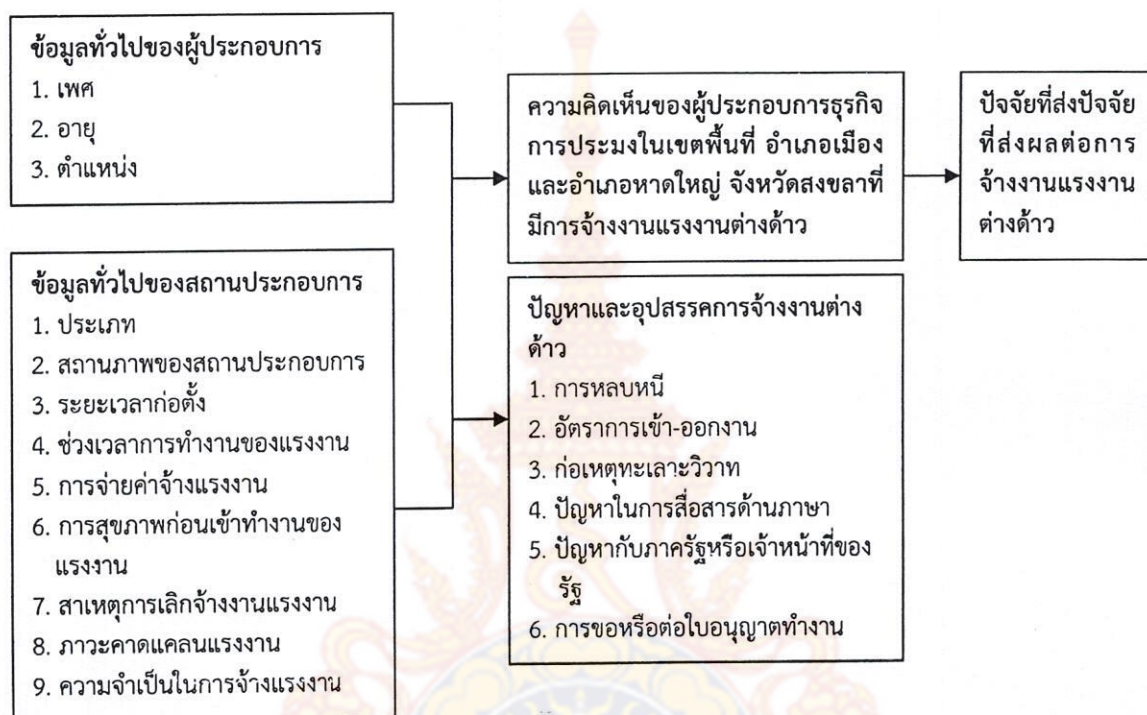 ข้อมูลทั่วไปของผู้ประกอบการ
1. เพศ
2. อายุ
3. ตำแหน่ง
ข้อมูลทั่วไปของสถานประกอบการ
1. ประเภท
2. สถานภาพของสถานประกอบการ
3. ระยะเวลาก่อตั้ง
4. ช่วงเวลาการทำงานของแรงงาน
5. การจ่ายค่าจ้างแรงงาน
6. การสุขภาพก่อนเข้าทำงานของ
แรงงาน
7. สาเหตุการเลิกจ้างงานแรงงาน
8. ภาวะคาดแคลนแรงงาน
9. ความจำเป็นในการจ้างแรงงาน
ความคิดเห็นของผู้ประกอบการธุรกิจ
การประมงในเขตพื้นที่ อำเภอเมือง
และอำเภอหาดใหญ่ จังหวัดสงขลาที่
มีการจ้างงานแรงงานต่างด้าว
ปัญหาและอุปสรรคการจ้างงานต่าง
ด้าว
1. การหลบหนี
2. อัตราการเข้า-ออกงาน
3. ก่อเหตุทะเลาะวิวาท
4. ปัญหาในการสื่อสารด้านภาษา
5. ปัญหากับภาครัฐหรือเจ้าหน้าที่ของ
รัฐ
6. การขอหรือต่อใบอนุญาตทำงาน
ปัจจัยที่ส่งปัจจัย
ที่ส่งผลต่อการ
จ้างงานแรงงาน
ต่างด้าว